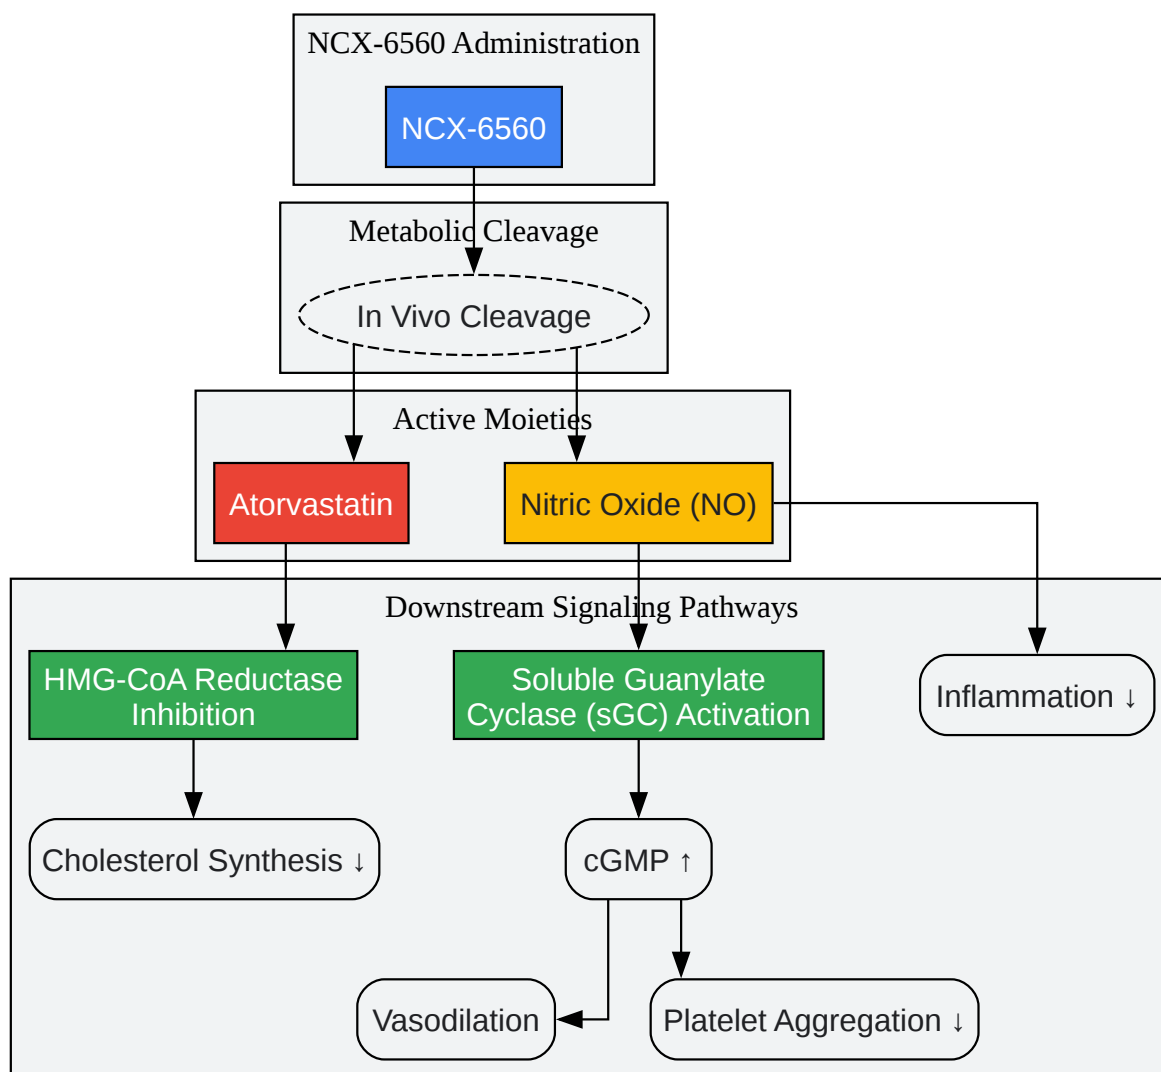 NCX-6560 Administration
NCX-6560
Metabolic Cleavage
In Vivo Cleavage
Active Moieties
Atorvastatin
Nitric Oxide (NO)
Downstream Signaling Pathways
HMG-CoA Reductase
Inhibition
Soluble Guanylate
Cyclase (sGC) Activation
Inflammation ↓
Cholesterol Synthesis ↓
cGMP ↑
Vasodilation
Platelet Aggregation ↓